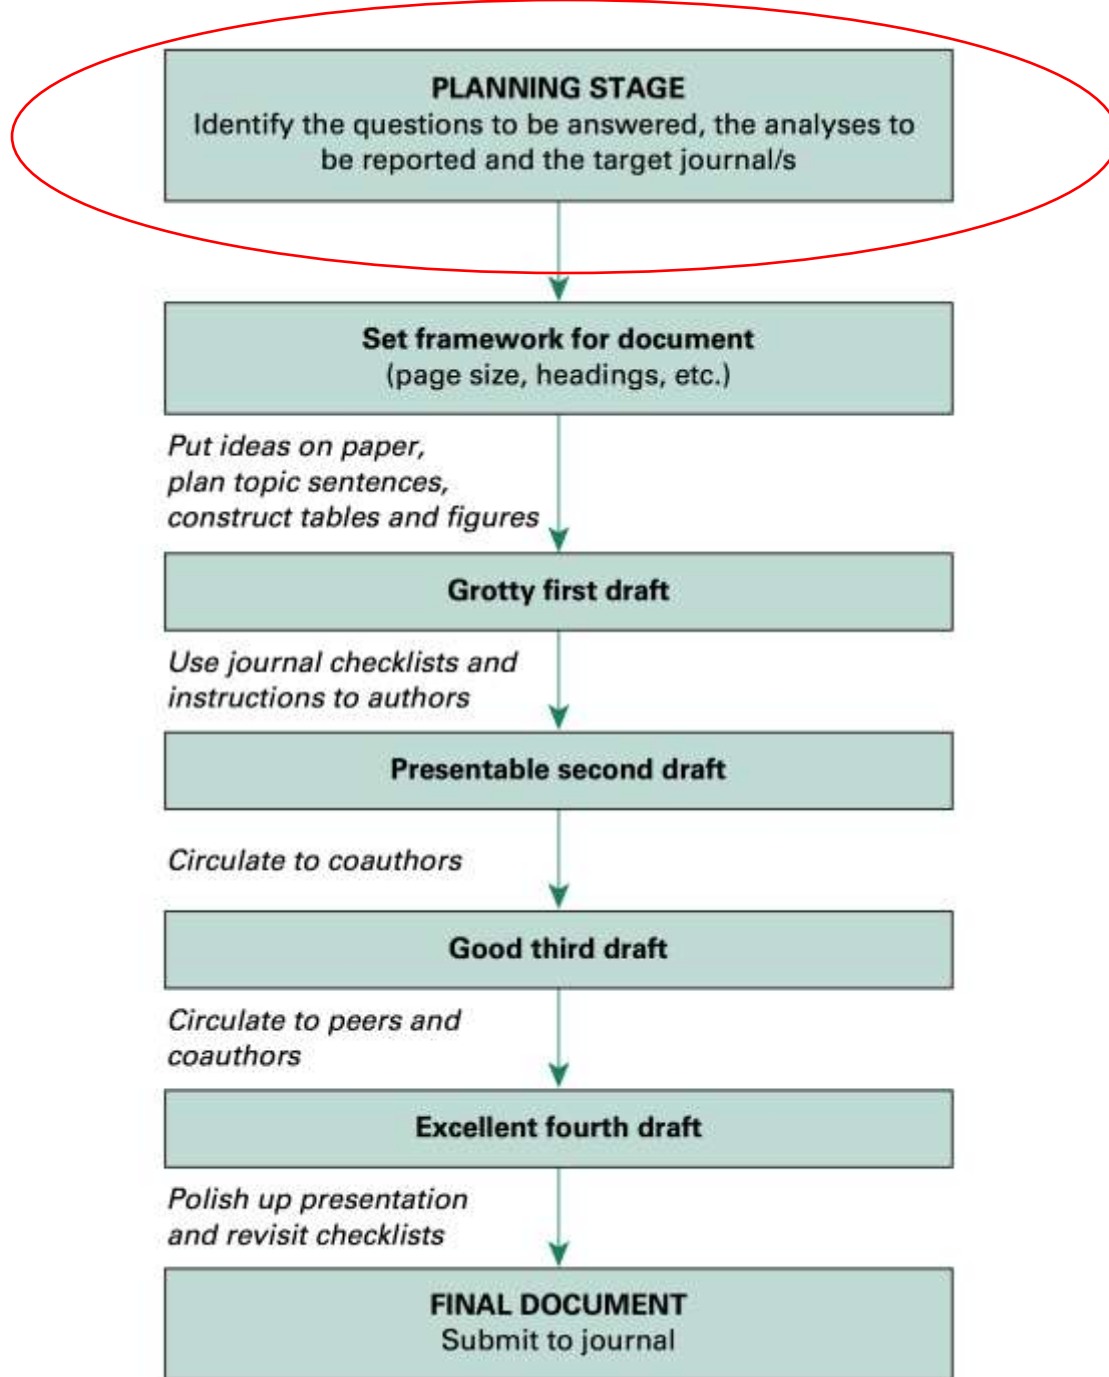 PLANNING STAGE
Identify the questions to be answered, the analyses to
be reported and the target journal/s
Set framework for document
(page size, headings, etc.)
Put ideas on paper,
plan topic sentences,
construct tables and figures
Grotty first draft
Use journal checklists and
instructions to authors
Presentable second draft
Circulate to coauthors
Good third draft
Circulate to peers and
coauthors
Excellent fourth draft
Polish up presentation
and revisit checklists
FINAL DOCUMENT
Submit to journal